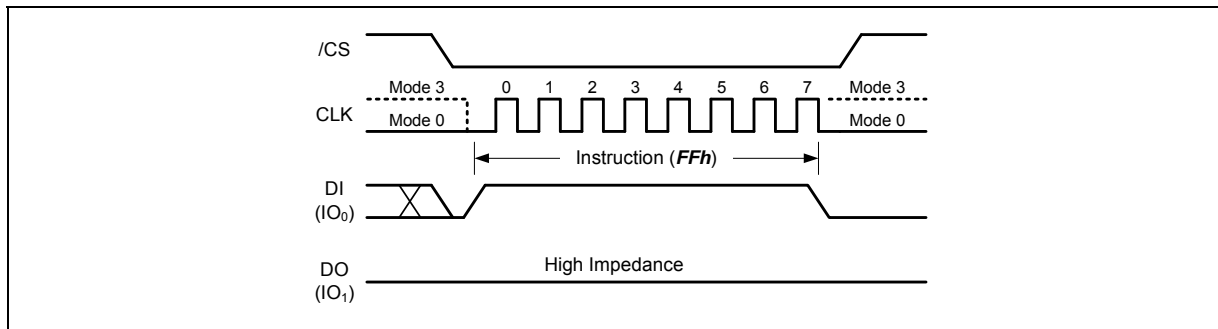 /CS
Mode 3 0 1 2 3 4 5 6 7 Mode 3
CLK
Mode 0 Mode 0
Instruction (FFh)
DI
(IO₀)
High Impedance
DO
(IO₁)